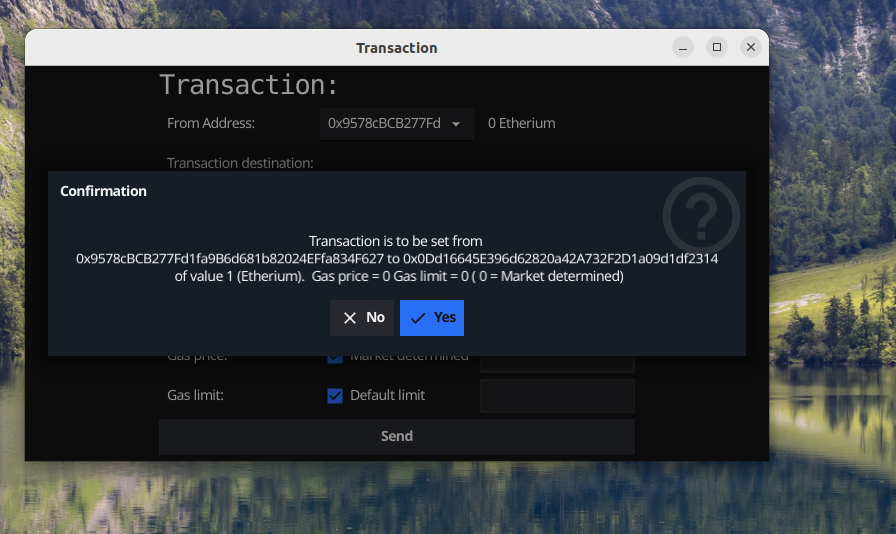 Transaction
Transaction:
From Address: 0x9578cBCB277Fd 0 Etherium
Transaction destination:
Confirmation
Transaction is to be set from
0x9578cBCB277Fd1fa9B6d681b82024EFfa834F627 to 0x0Dd16645E396d62820a42A732F2D1a09d1df2314
of value 1 (Etherium).  Gas price = 0 Gas limit = 0 ( 0 = Market determined)
No Yes
Gas price: Market determined
Gas limit: Default limit
Send